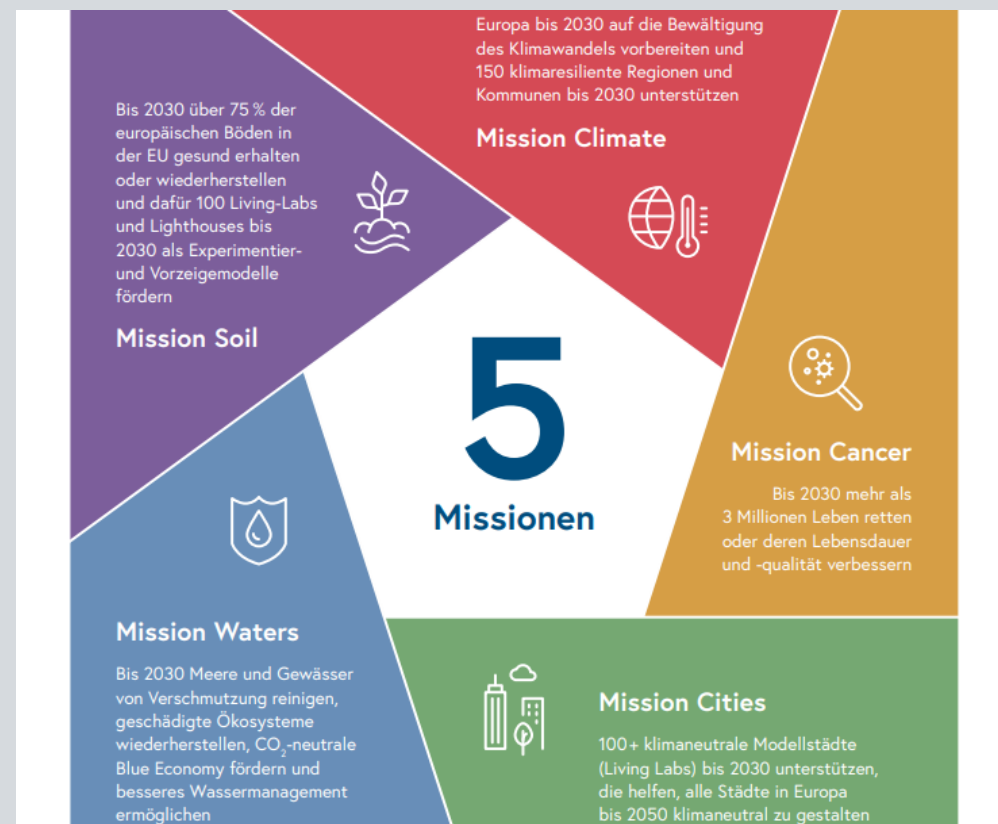 Europa bis 2030 auf die Bewältigung
des Klimawandels vorbereiten und
150 klimaresiliente Regionen und
Kommunen bis 2030 unterstützen
Mission Climate
Bis 2030 über 75 % der
europäischen Böden in
der EU gesund erhalten
oder wiederherstellen
und dafür 100 Living-Labs
und Lighthouses bis
2030 als Experimentier-
und Vorzeigemodelle
fördern
Mission Soil
5
Missionen
Mission Cancer
Bis 2030 mehr als
3 Millionen Leben retten
oder deren Lebensdauer
und -qualität verbessern
Mission Waters
Bis 2030 Meere und Gewässer
von Verschmutzung reinigen,
geschädigte Ökosysteme
wiederherstellen, CO₂-neutrale
Blue Economy fördern und
besseres Wassermanagement
ermöglichen
Mission Cities
100+ klimaneutrale Modellstädte
(Living Labs) bis 2030 unterstützen,
die helfen, alle Städte in Europa
bis 2050 klimaneutral zu gestalten